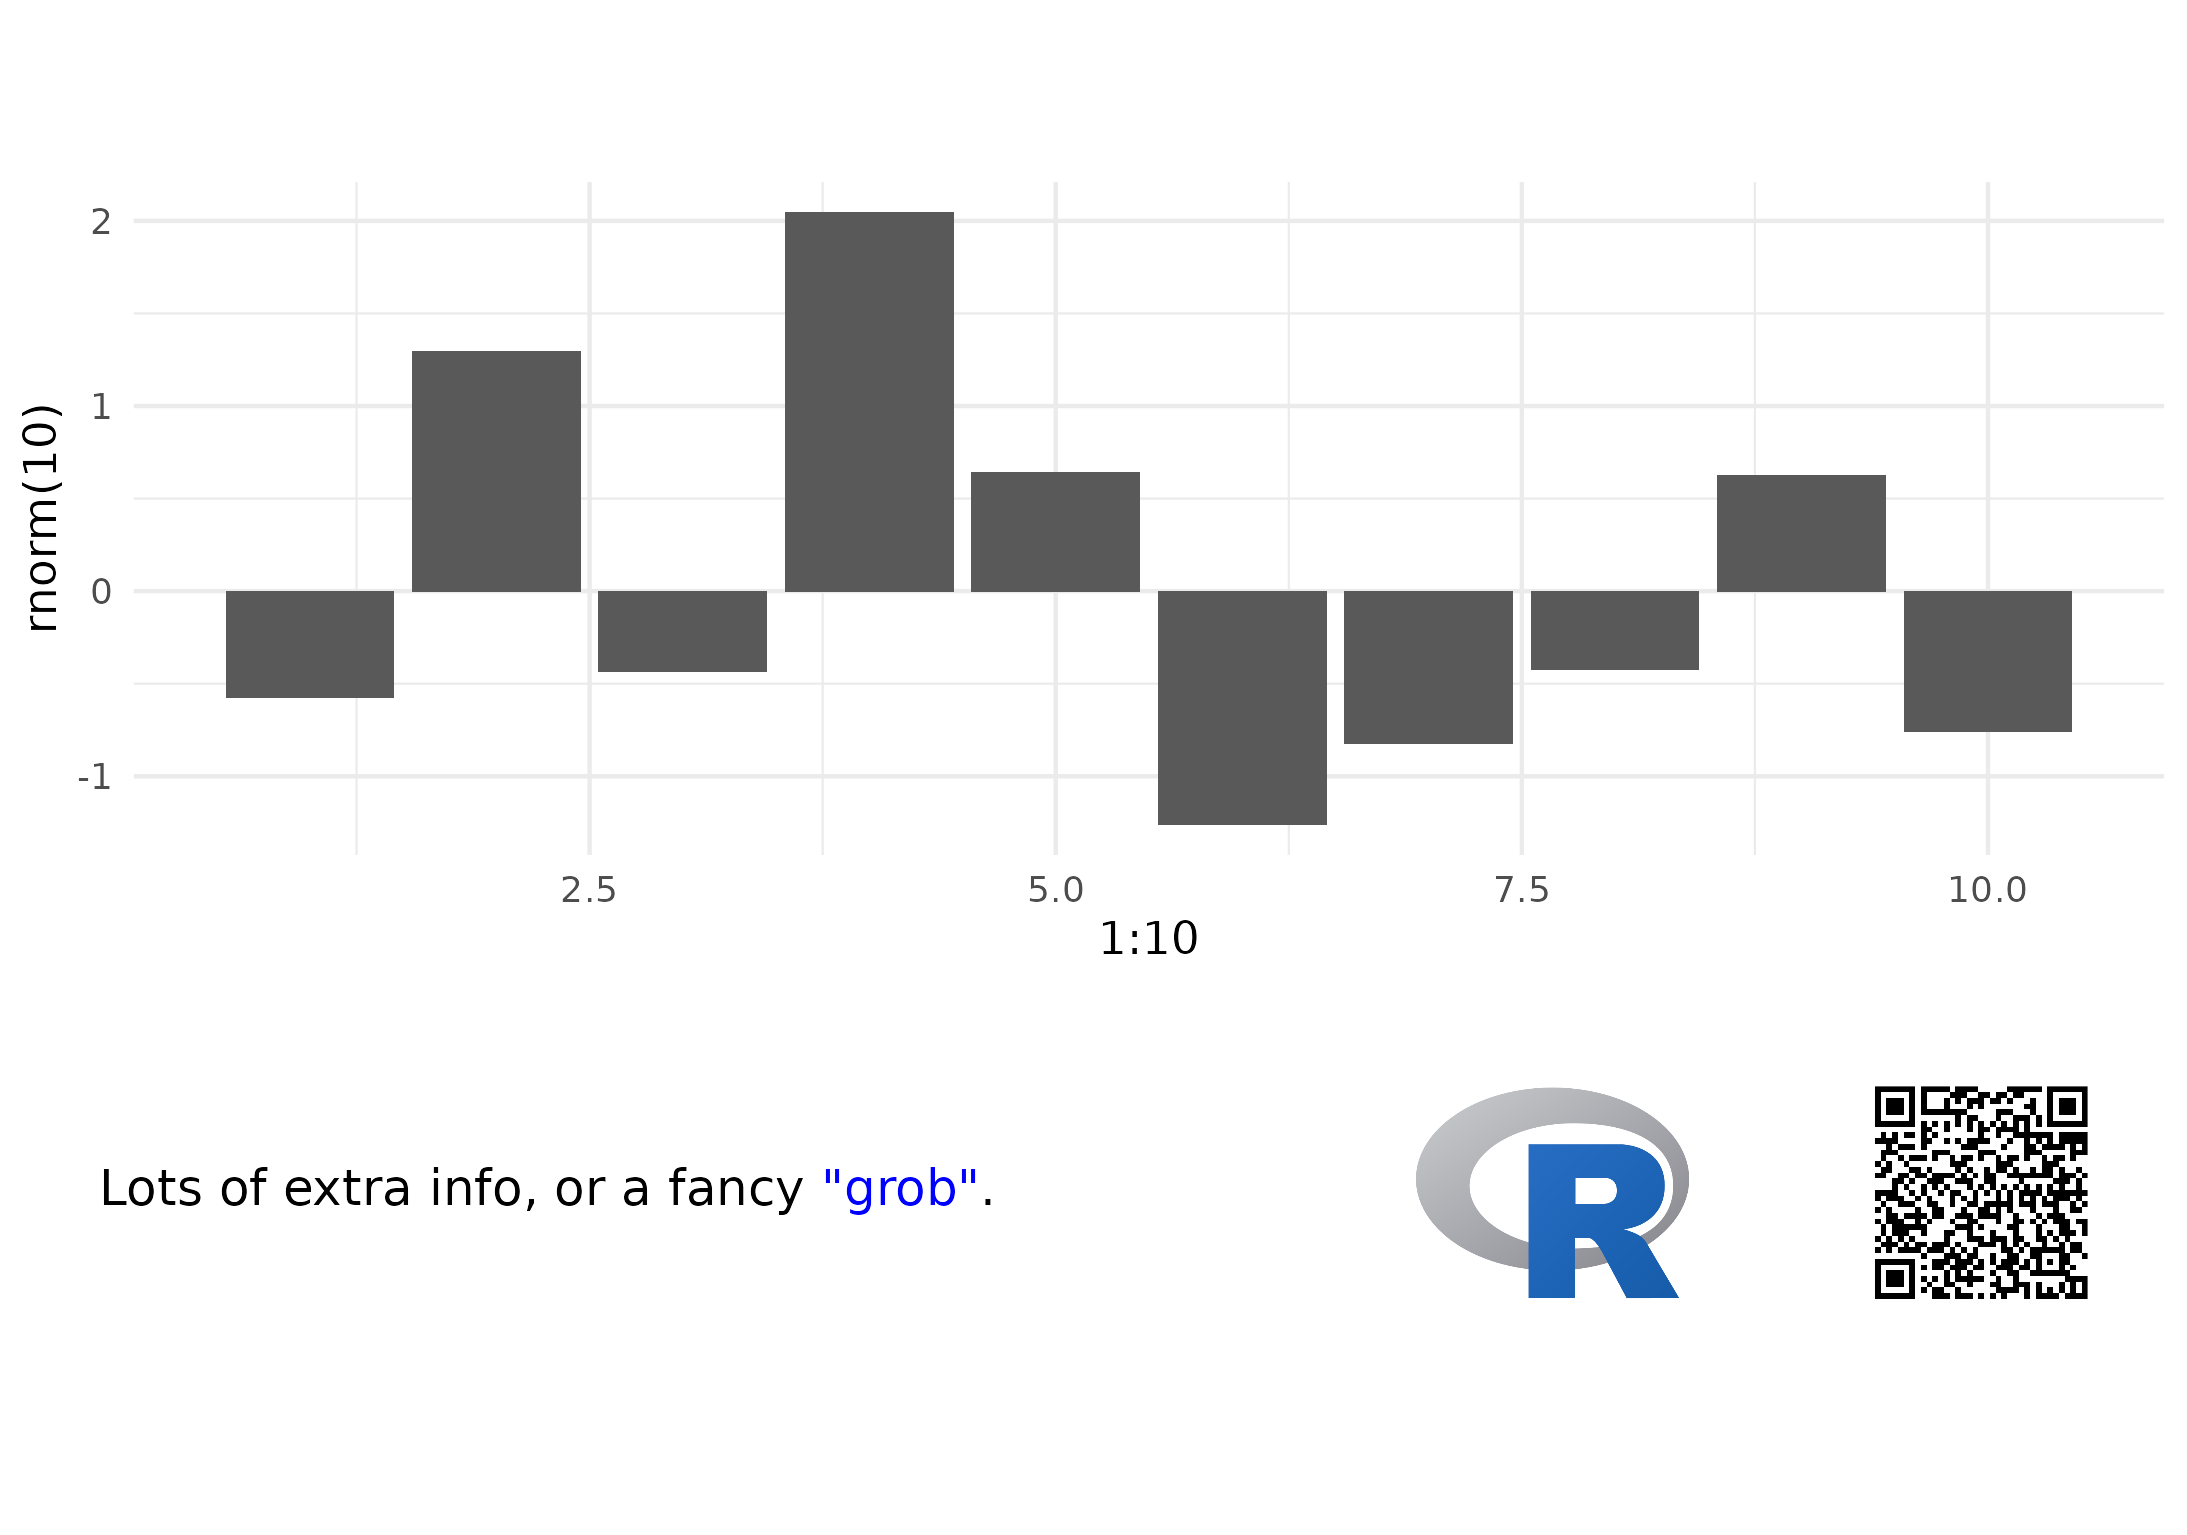 2
1
0
-1
rnorm(10)
2.5 5.0 7.5 10.0
1:10
Lots of extra info, or a fancy "grob".
R